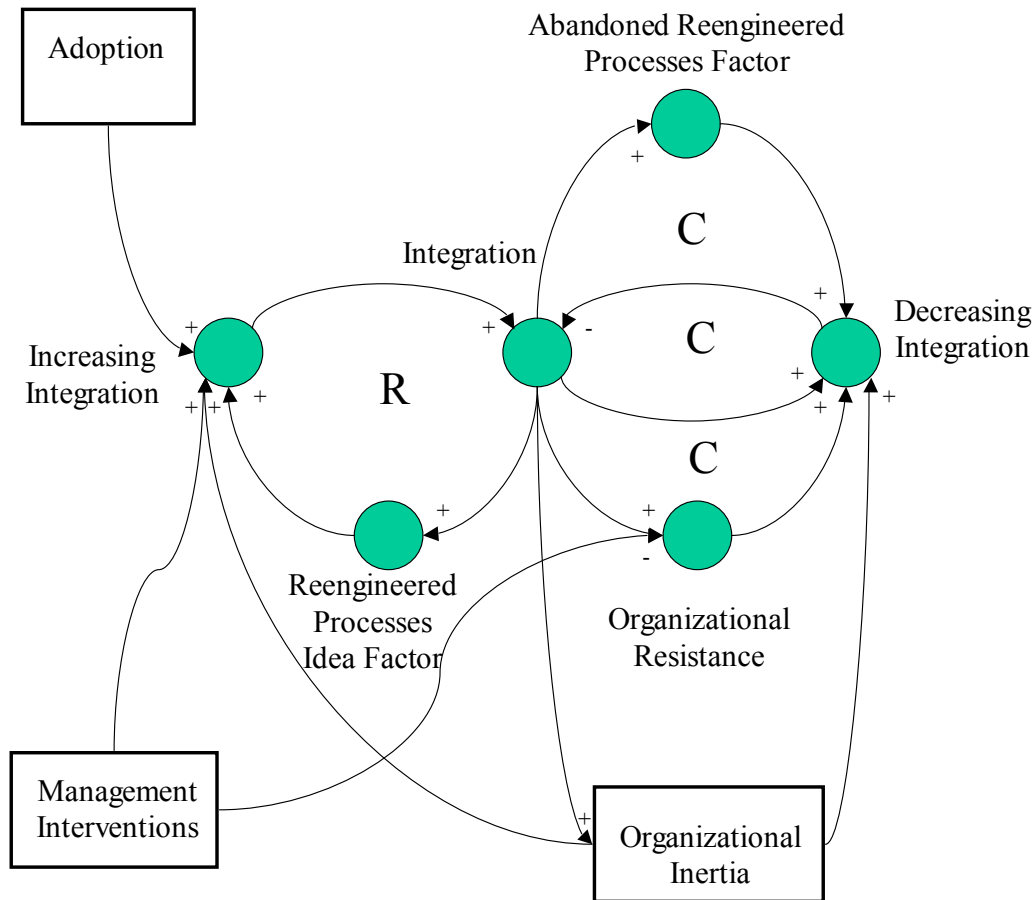 Adoption
Abandoned Reengineered
Processes Factor
+
C
Integration
+
+
+
-
C
+
Decreasing
Integration
Increasing
Integration
R
+
+
+
+
+
C
+
+
-
Reengineered
Processes
Idea Factor
Organizational
Resistance
Management
Interventions
+
Organizational
Inertia